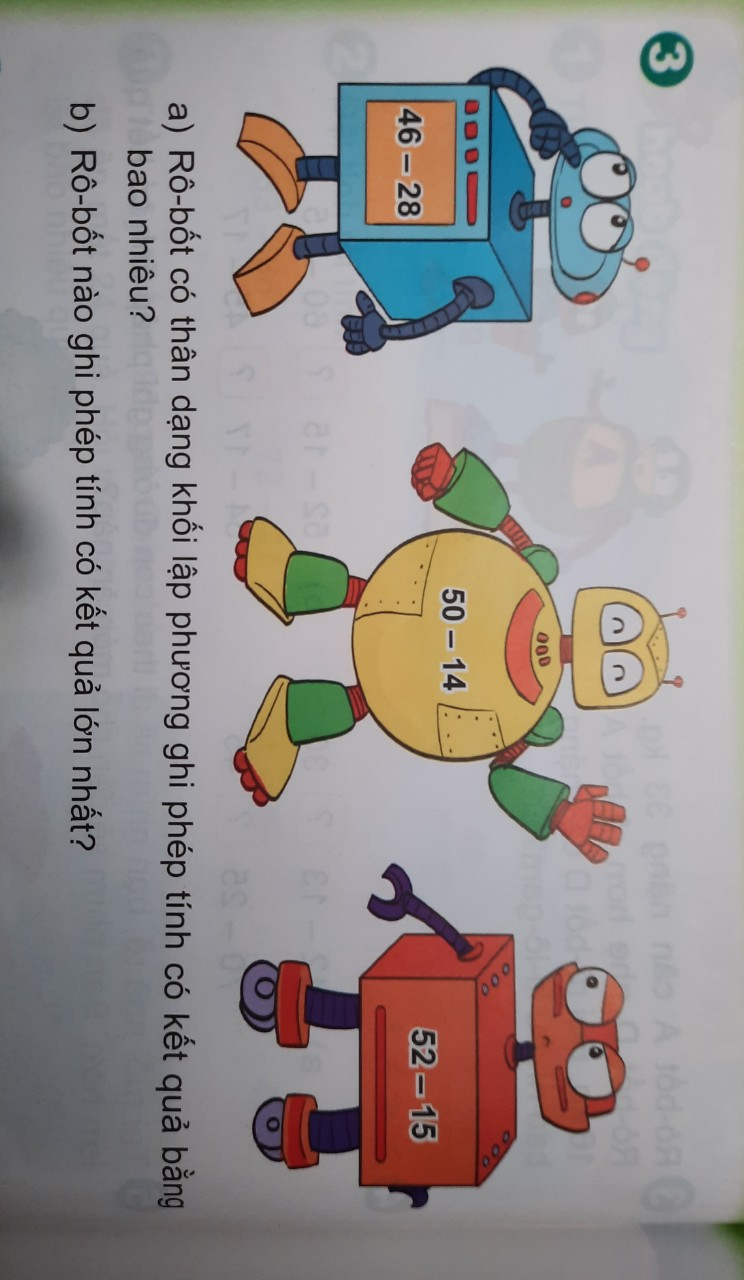 3
46 – 28
50 – 14
52 – 15
a) Rô-bốt có thân dạng khối lập phương ghi phép tính có kết quả bằng
bao nhiêu?
b) Rô-bốt nào ghi phép tính có kết quả lớn nhất?